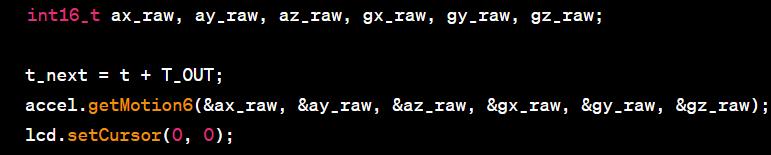 int16_t ax_raw, ay_raw, az_raw, gx_raw, gy_raw, gz_raw;
t_next = t + T_OUT;
accel.getMotion6(&ax_raw, &ay_raw, &az_raw, &gx_raw, &gy_raw, &gz_raw);
lcd.setCursor(0, 0);